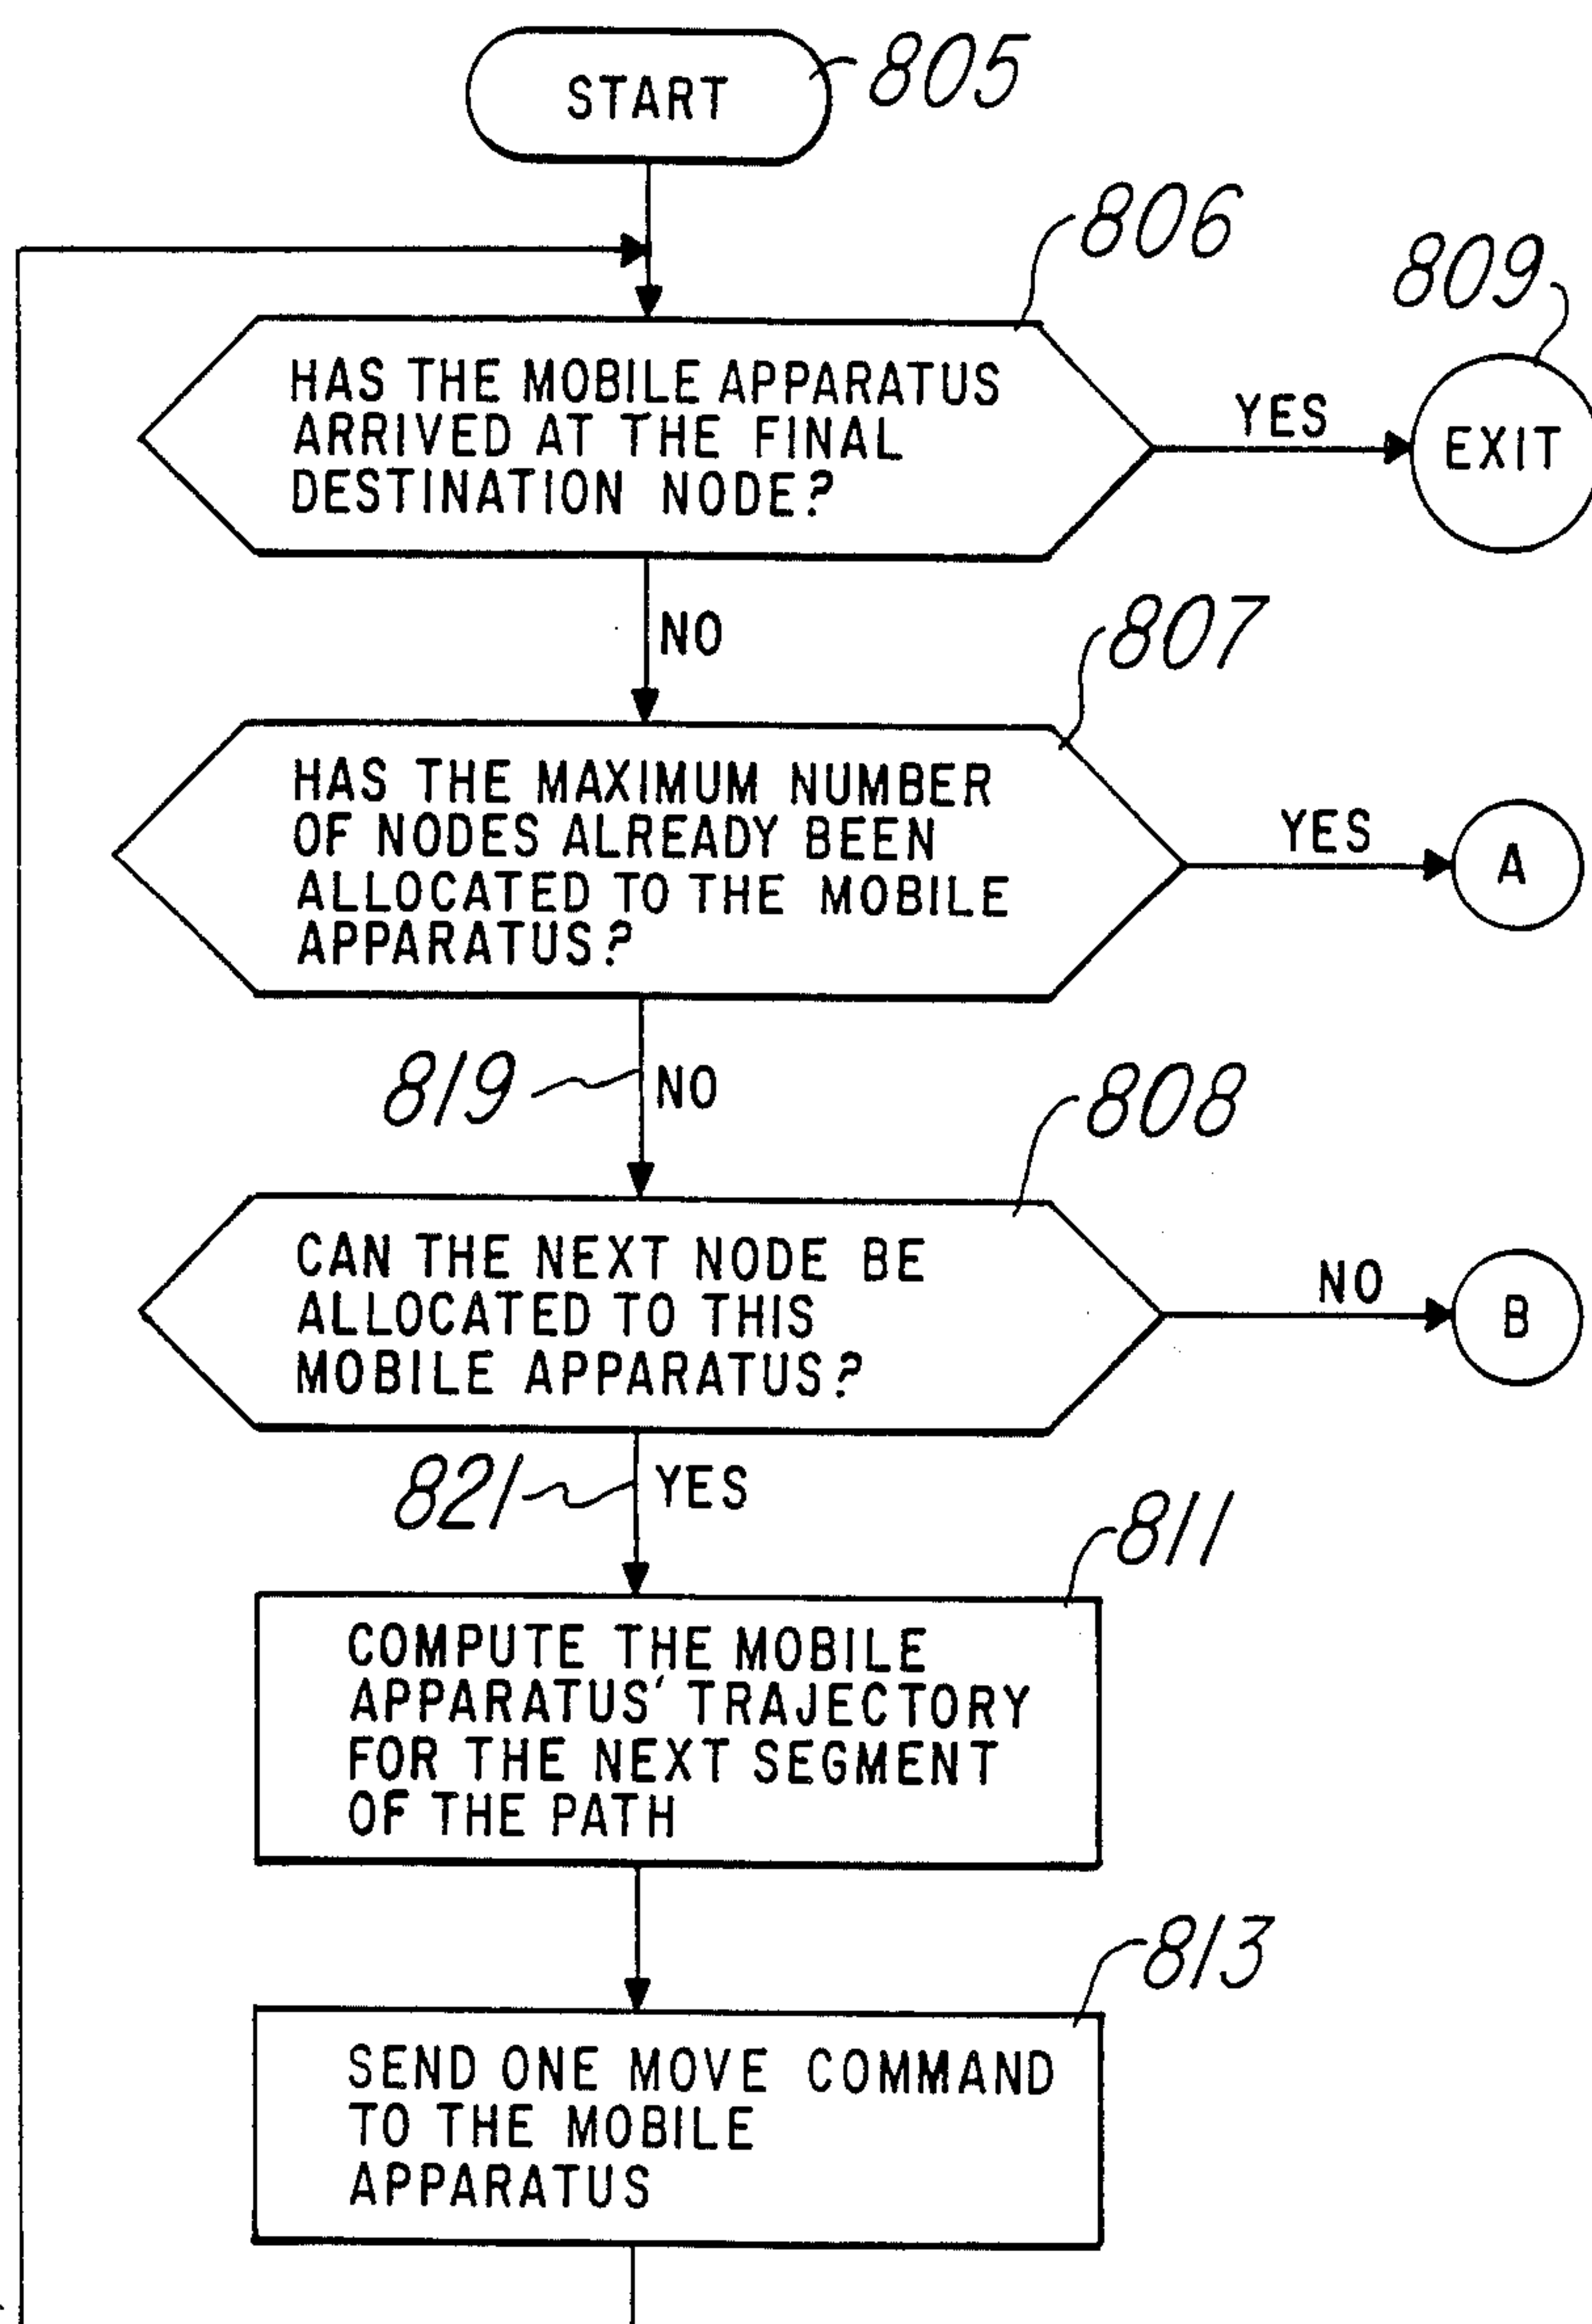 START
805
806
809
HAS THE MOBILE APPARATUS
ARRIVED AT THE FINAL
DESTINATION NODE?
YES
EXIT
NO
807
HAS THE MAXIMUM NUMBER
OF NODES ALREADY BEEN
ALLOCATED TO THE MOBILE
APPARATUS?
YES
A
819
NO
808
CAN THE NEXT NODE BE
ALLOCATED TO THIS
MOBILE APPARATUS?
NO
B
821
YES
811
COMPUTE THE MOBILE
APPARATUS' TRAJECTORY
FOR THE NEXT SEGMENT
OF THE PATH
813
SEND ONE MOVE COMMAND
TO THE MOBILE
APPARATUS